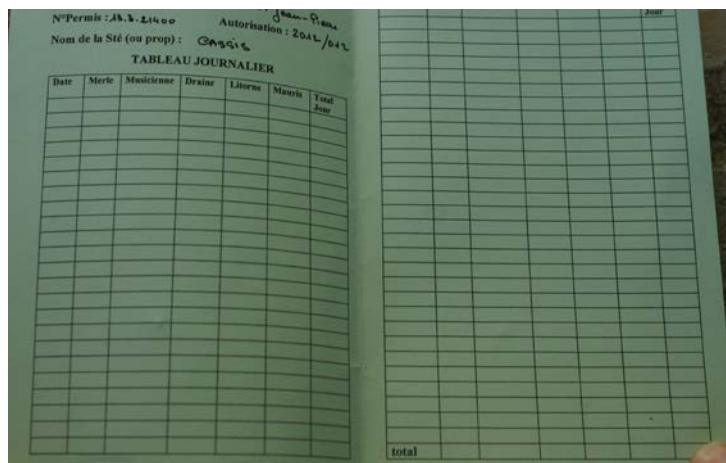 Jean-Pierre
N°Permis : 13.3.21400
Autorisation : 2012/012
Nom de la Sté (ou prop) : CASSIS
TABLEAU JOURNALIER
Date Merle Musicienne Draine Litorne Mauvis Total Jour
Jour
total